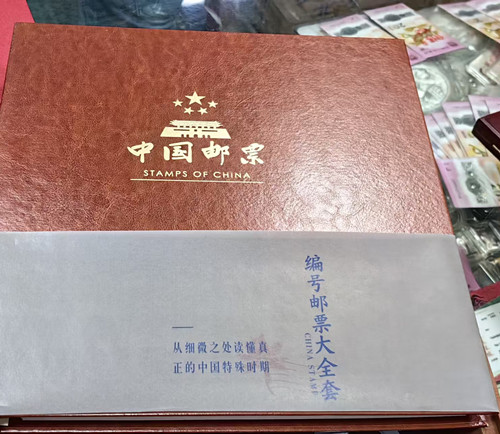 中国邮票
STAMPS OF CHINA
编号邮票大全套
CHINA STAMP
从细微之处读懂真
正的中国特殊时期